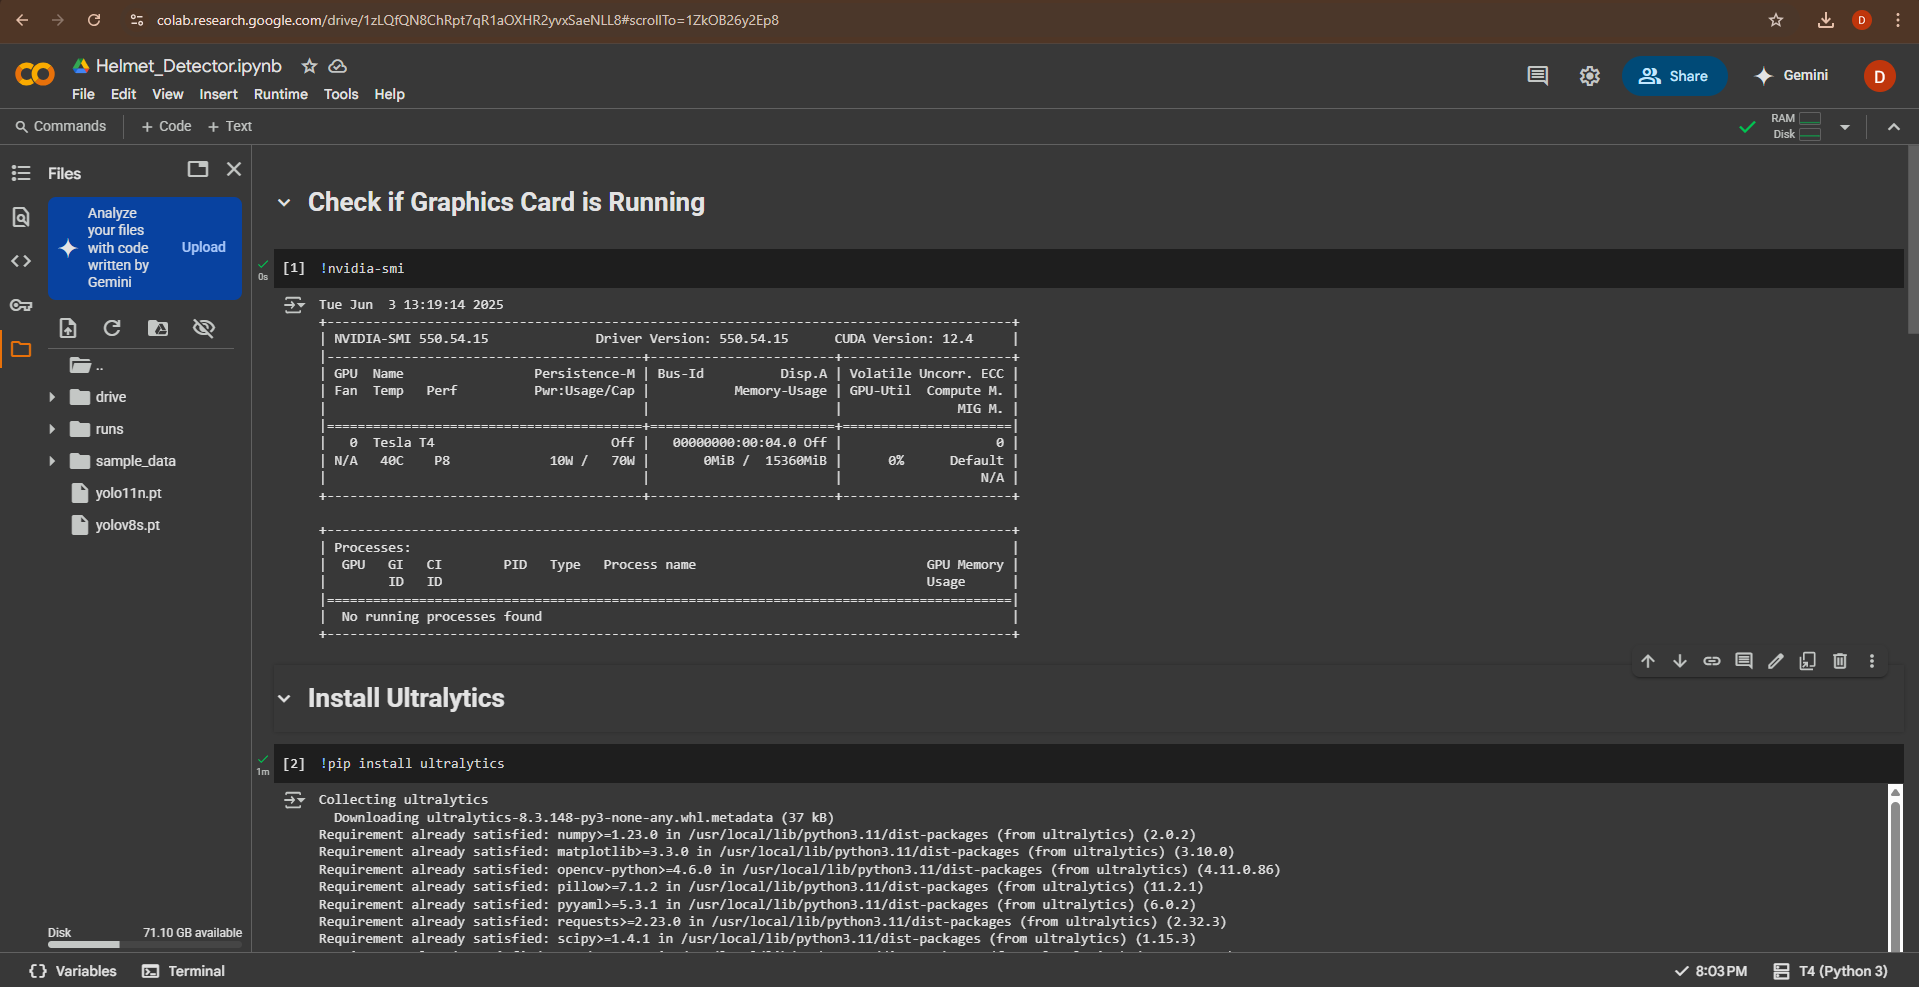 colab.research.google.com/drive/1zLQfQN8ChRpt7qR1aOXHR2yvxSaeNLL8#scrollTo=1ZkOB26y2Ep8
D
Helmet_Detector.ipynb
Share
Gemini
D
File Edit View Insert Runtime Tools Help
Commands + Code + Text
RAM
Disk
Files
Analyze
your files
with code
written by
Gemini
Upload
..
drive
runs
sample_data
yolo11n.pt
yolov8s.pt
Disk 71.10 GB available
Check if Graphics Card is Running
0s
[1] !nvidia-smi
Tue Jun  3 13:19:14 2025
+-----------------------------------------------------------------------------------------+
| NVIDIA-SMI 550.54.15              Driver Version: 550.54.15      CUDA Version: 12.4     |
|-----------------------------------------+------------------------+----------------------+
| GPU  Name                 Persistence-M | Bus-Id          Disp.A | Volatile Uncorr. ECC |
| Fan  Temp   Perf          Pwr:Usage/Cap |           Memory-Usage | GPU-Util  Compute M. |
|                                         |                        |               MIG M. |
|=========================================+========================+======================|
|   0  Tesla T4                       Off |   00000000:00:04.0 Off |                    0 |
| N/A   40C    P8             10W /   70W |       0MiB /  15360MiB |      0%      Default |
|                                         |                        |                  N/A |
+-----------------------------------------+------------------------+----------------------+
+-----------------------------------------------------------------------------------------+
| Processes:                                                                              |
|  GPU   GI   CI        PID   Type   Process name                              GPU Memory |
|        ID   ID                                                               Usage      |
|=========================================================================================|
|  No running processes found                                                             |
+-----------------------------------------------------------------------------------------+
Install Ultralytics
1m
[2] !pip install ultralytics
Collecting ultralytics
  Downloading ultralytics-8.3.148-py3-none-any.whl.metadata (37 kB)
Requirement already satisfied: numpy>=1.23.0 in /usr/local/lib/python3.11/dist-packages (from ultralytics) (2.0.2)
Requirement already satisfied: matplotlib>=3.3.0 in /usr/local/lib/python3.11/dist-packages (from ultralytics) (3.10.0)
Requirement already satisfied: opencv-python>=4.6.0 in /usr/local/lib/python3.11/dist-packages (from ultralytics) (4.11.0.86)
Requirement already satisfied: pillow>=7.1.2 in /usr/local/lib/python3.11/dist-packages (from ultralytics) (11.2.1)
Requirement already satisfied: pyyaml>=5.3.1 in /usr/local/lib/python3.11/dist-packages (from ultralytics) (6.0.2)
Requirement already satisfied: requests>=2.23.0 in /usr/local/lib/python3.11/dist-packages (from ultralytics) (2.32.3)
Requirement already satisfied: scipy>=1.4.1 in /usr/local/lib/python3.11/dist-packages (from ultralytics) (1.15.3)
Variables Terminal
8:03 PM T4 (Python 3)